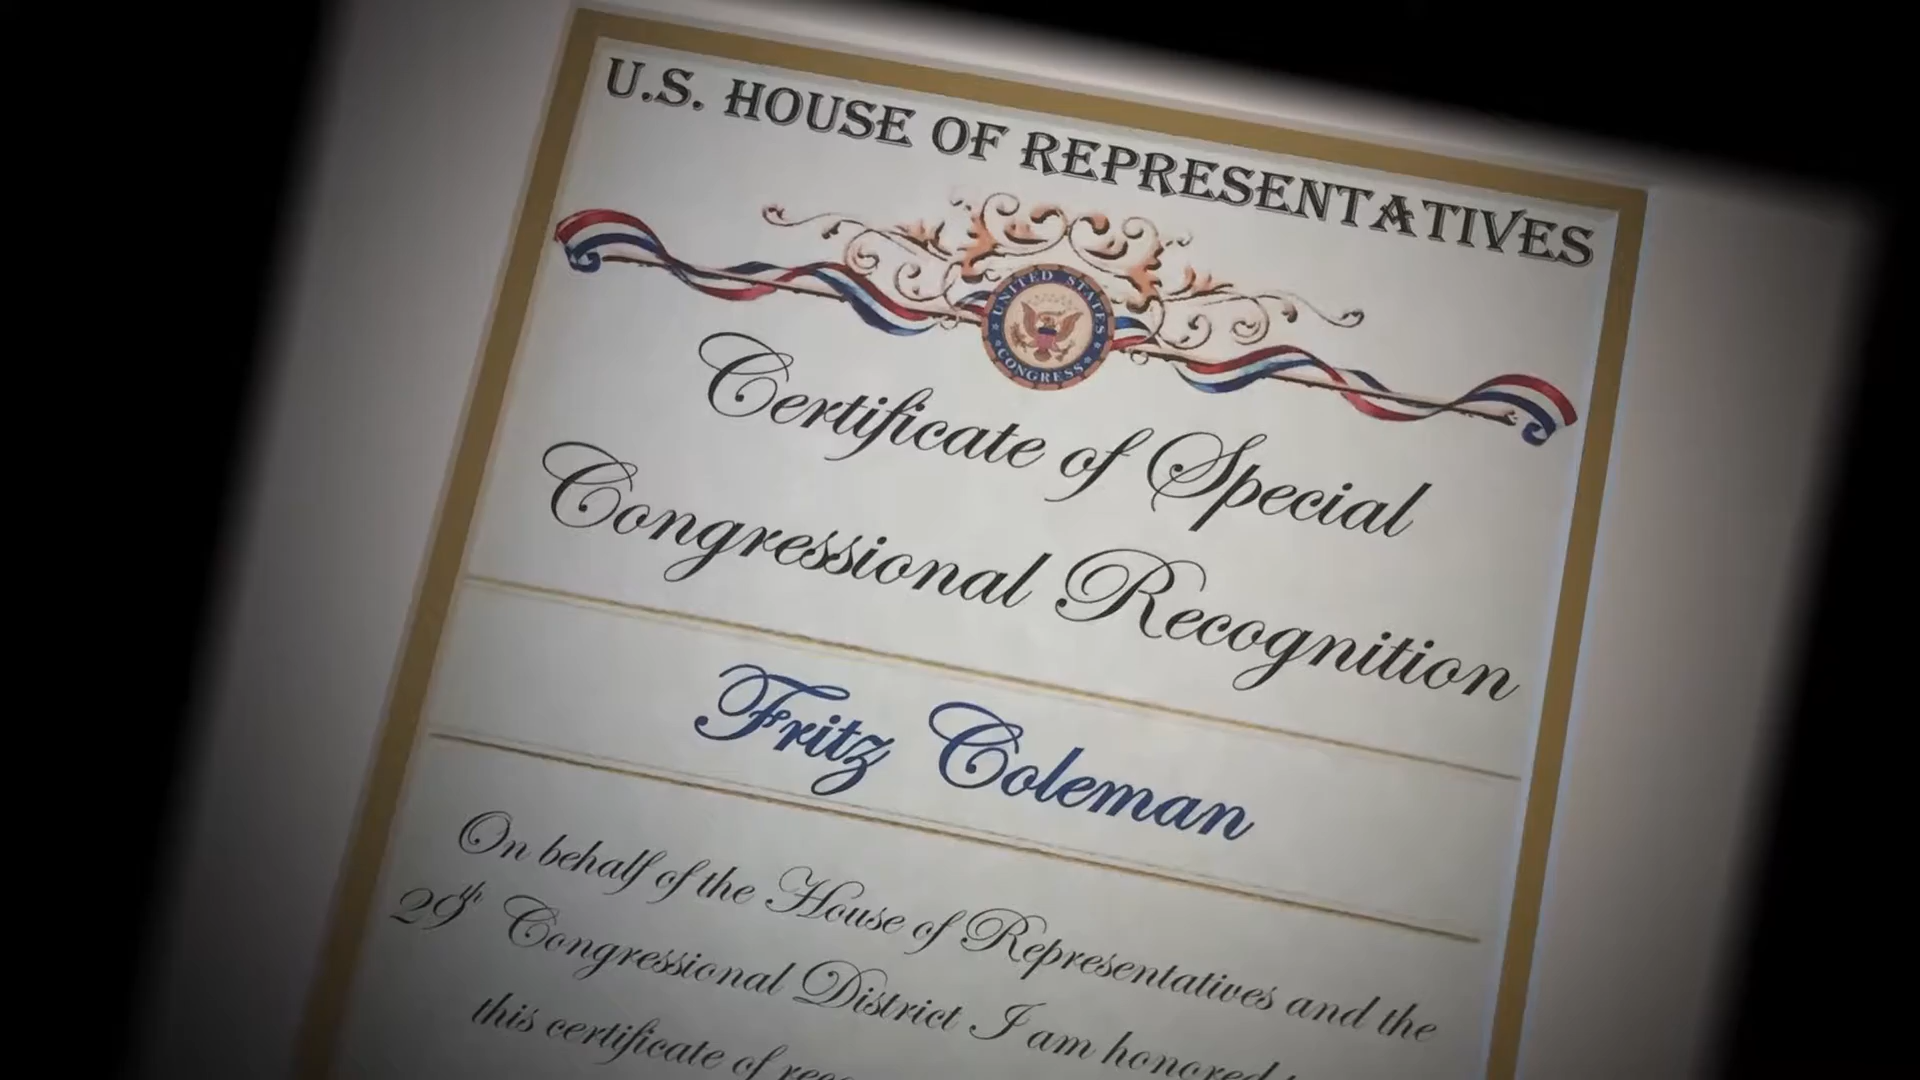 U.S. HOUSE OF REPRESENTATIVES
UNITED STATES
CONGRESS
Certificate of Special
Congressional Recognition
Fritz Coleman
On behalf of the House of Representatives and the
29th Congressional District I am honored
this certificate of